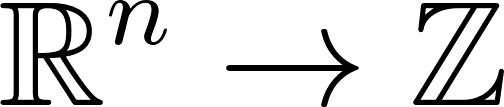 ℝⁿ → ℤ